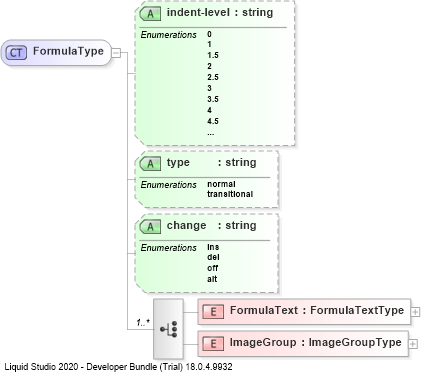 A indent-level : string
Enumerations 0
1
1.5
2
2.5
3
3.5
4
4.5
...
CT FormulaType
A type : string
Enumerations normal
transitional
A change : string
Enumerations ins
del
off
alt
1..*
E FormulaText : FormulaTextType
E ImageGroup : ImageGroupType
Liquid Studio 2020 - Developer Bundle (Trial) 18.0.4.9932